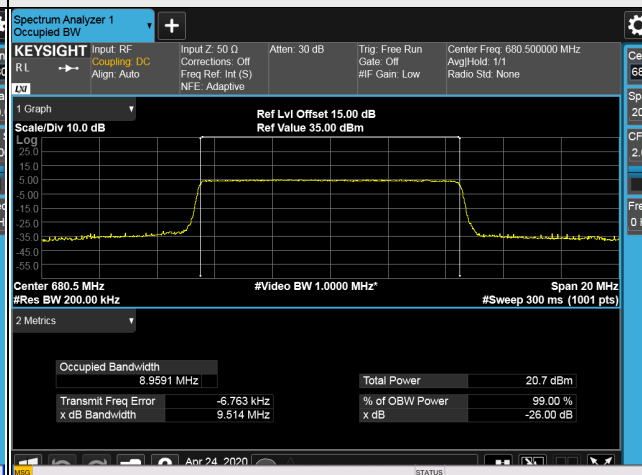 Spectrum Analyzer 1
Occupied BW
KEYSIGHT Input: RF Input Z: 50 Ω Atten: 30 dB Trig: Free Run Center Freq: 680.500000 MHz
RL Coupling: DC Corrections: Off Gate: Off Avg|Hold: 1/1
Align: Auto Freq Ref: Int (S) #IF Gain: Low Radio Std: None
LXI NFE: Adaptive
1 Graph Ref Lvl Offset 15.00 dB
Scale/Div 10.0 dB Ref Value 35.00 dBm
Log
25.0
15.0
5.00
-5.00
-15.0
-25.0
-35.0
-45.0
-55.0
Center 680.5 MHz #Video BW 1.0000 MHz* Span 20 MHz
#Res BW 200.00 kHz #Sweep 300 ms (1001 pts)
2 Metrics
Occupied Bandwidth
8.9591 MHz Total Power 20.7 dBm
Transmit Freq Error -6.763 kHz % of OBW Power 99.00 %
x dB Bandwidth 9.514 MHz x dB -26.00 dB
Apr 24, 2020
MSG STATUS